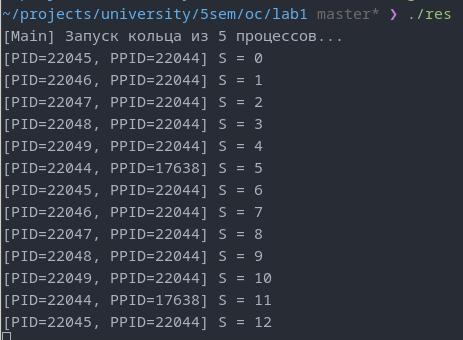 ~/projects/university/5sem/oc/lab1 master* ❯ ./res
[Main] Запуск кольца из 5 процессов...
[PID=22045, PPID=22044] S = 0
[PID=22046, PPID=22044] S = 1
[PID=22047, PPID=22044] S = 2
[PID=22048, PPID=22044] S = 3
[PID=22049, PPID=22044] S = 4
[PID=22044, PPID=17638] S = 5
[PID=22045, PPID=22044] S = 6
[PID=22046, PPID=22044] S = 7
[PID=22047, PPID=22044] S = 8
[PID=22048, PPID=22044] S = 9
[PID=22049, PPID=22044] S = 10
[PID=22044, PPID=17638] S = 11
[PID=22045, PPID=22044] S = 12